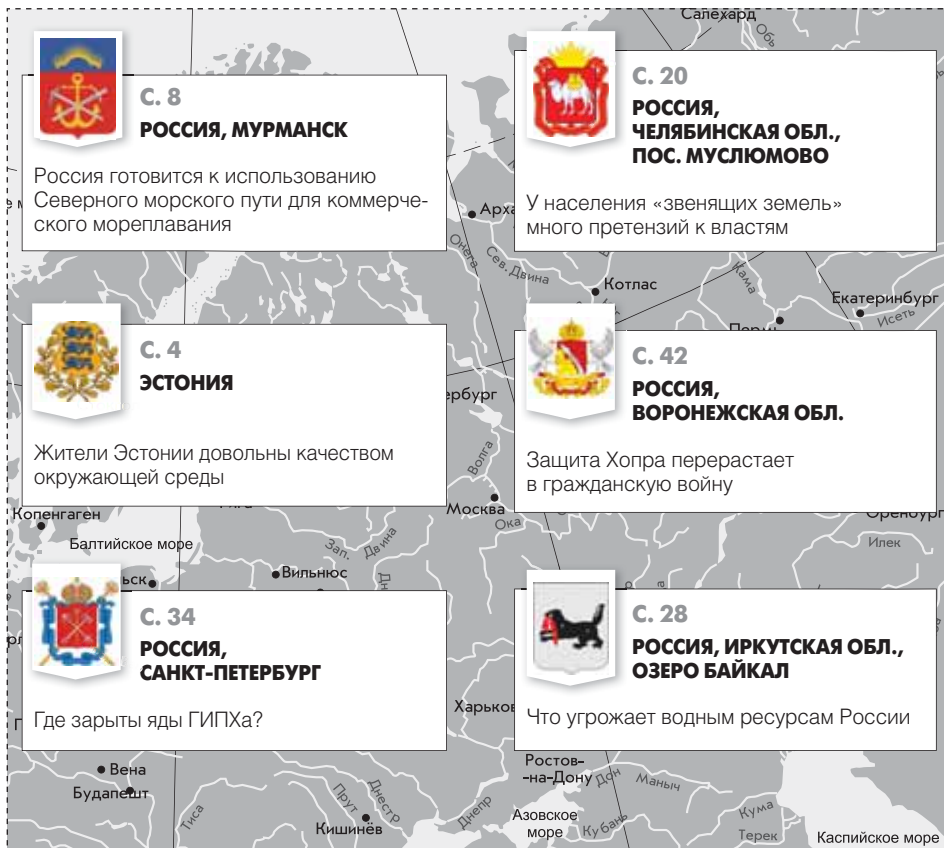 Салехард
Обь
С. 8
РОССИЯ, МУРМАНСК
Россия готовится к использованию
Северного морского пути для коммерче-
ского мореплавания
С. 20
РОССИЯ,
ЧЕЛЯБИНСКАЯ ОБЛ.,
ПОС. МУСЛЮМОВО
У населения «звенящих земель»
много претензий к властям
Онега
Сев. Двина
Котлас
Кама
Екатеринбург
Исеть
С. 4
ЭСТОНИЯ
Жители Эстонии довольны качеством
окружающей среды
ербург
Волга
Москва
Ока
С. 42
РОССИЯ,
ВОРОНЕЖСКАЯ ОБЛ.
Защита Хопра перерастает
в гражданскую войну
Оренбург
Илек
Копенгаген
Балтийское море
Зап. Двина
ьск
Вильнюс
С. 34
РОССИЯ,
САНКТ-ПЕТЕРБУРГ
Где зарыты яды ГИПХа?
С. 28
РОССИЯ, ИРКУТСКАЯ ОБЛ.,
ОЗЕРО БАЙКАЛ
Что угрожает водным ресурсам России
Харьков
Вена
Будапешт
Тиса
Прут
Днестр
Кишинёв
Днепр
Ростов-
-на-Дону
Дон
Маныч
Азовское
море
Кубань
Кума
Терек
Каспийское море